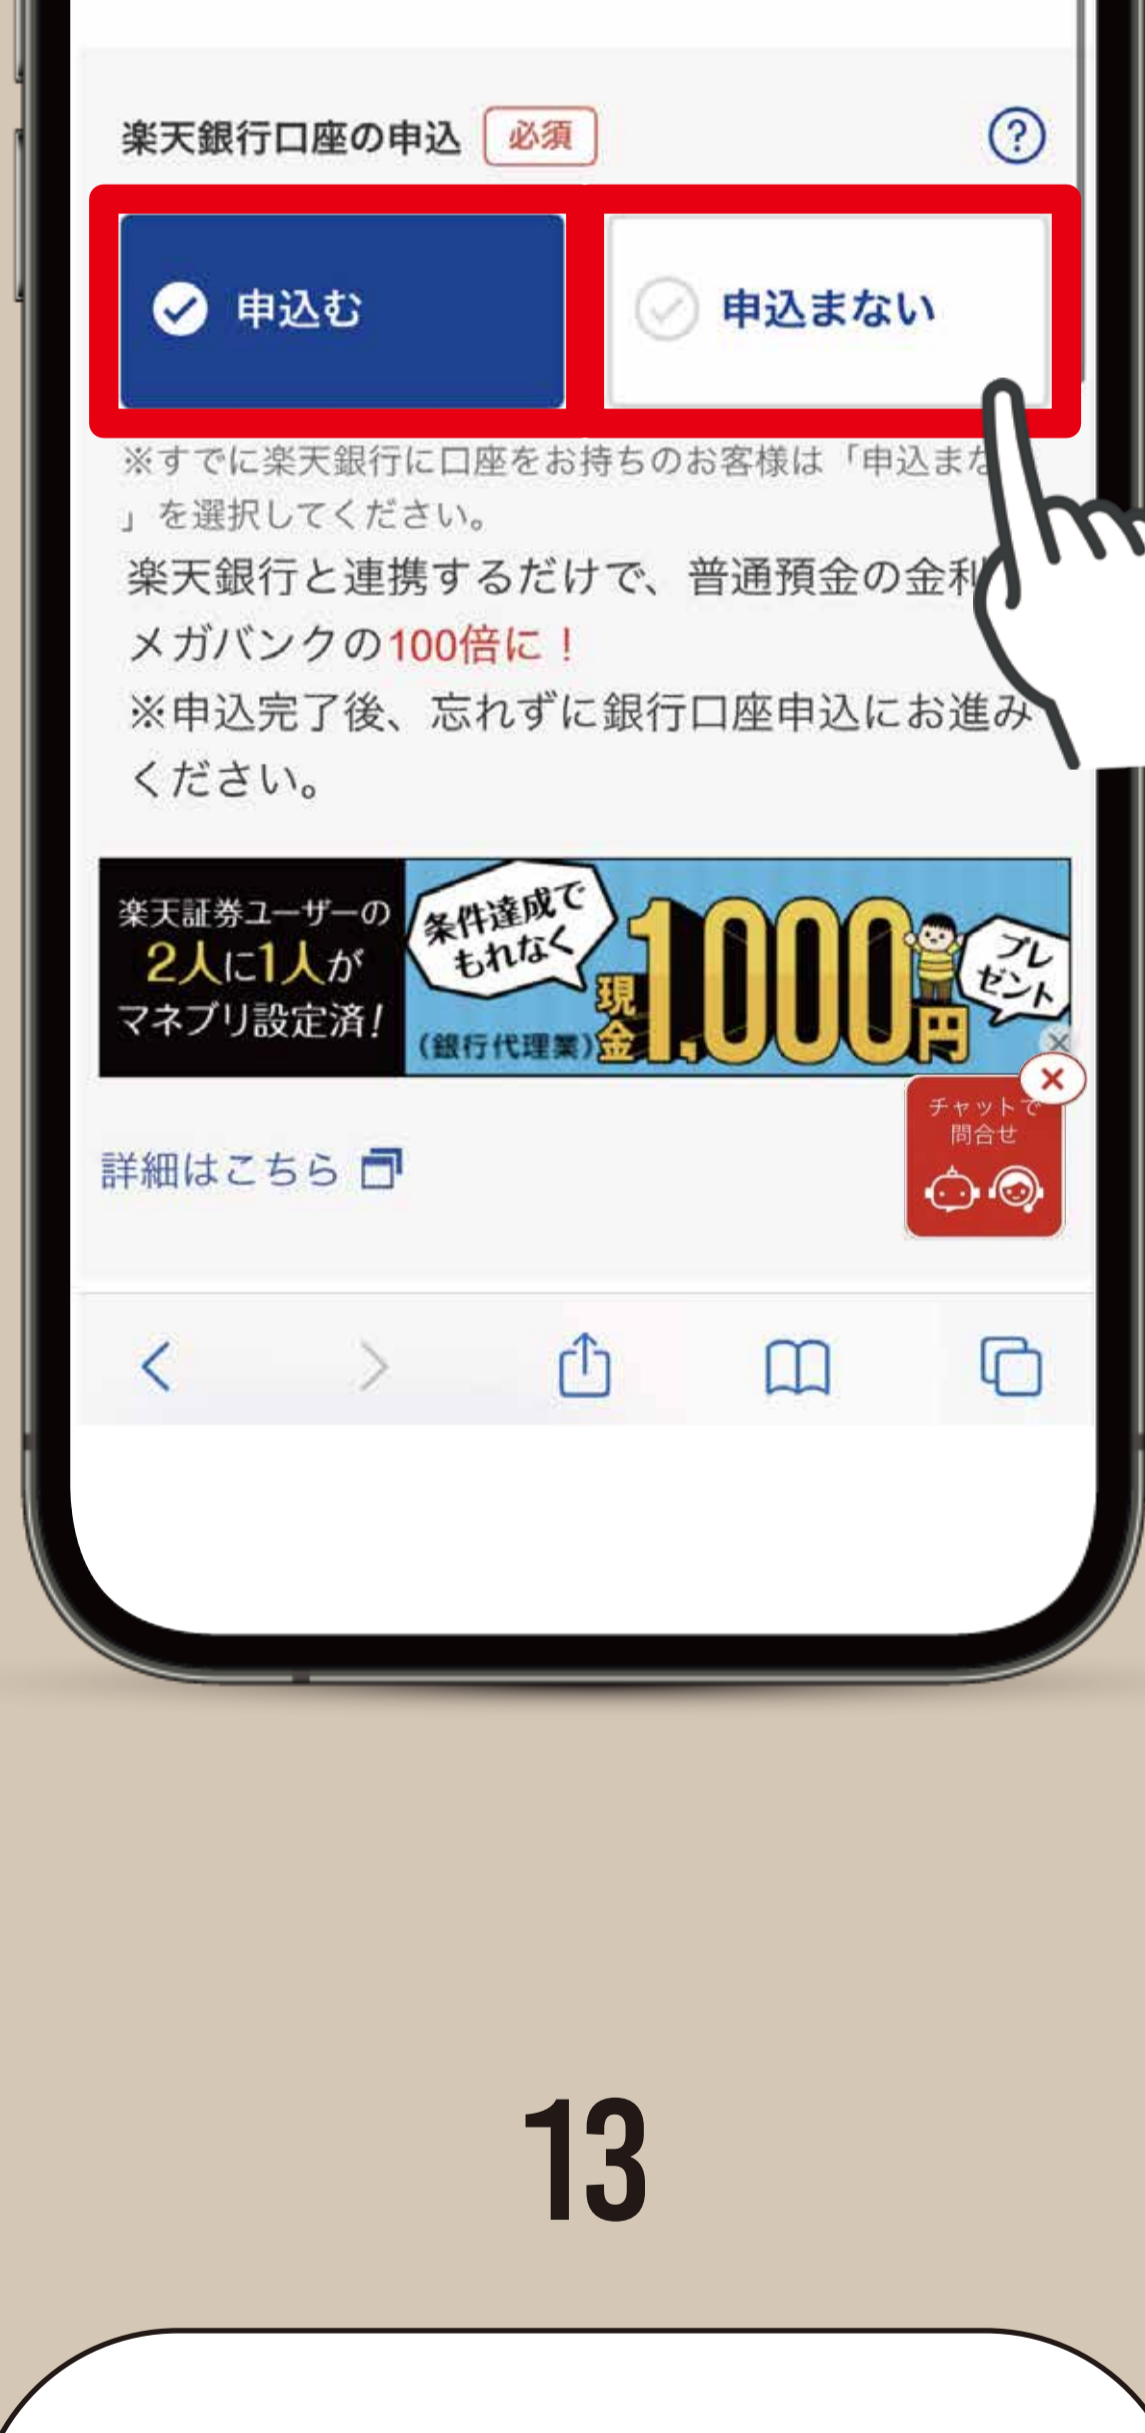 楽天銀行口座の申込 必須 ?
申込む 申込まない
※すでに楽天銀行に口座をお持ちのお客様は「申込まな
」を選択してください。
楽天銀行と連携するだけで、普通預金の金利
メガバンクの100倍に！
※申込完了後、忘れずに銀行口座申込にお進み
ください。
楽天証券ユーザーの
2人に1人が
マネブリ設定済!
条件達成で
もれなく
(銀行代理業)
現金1,000円
プレゼント
チャットで
問合せ
詳細はこちら
13